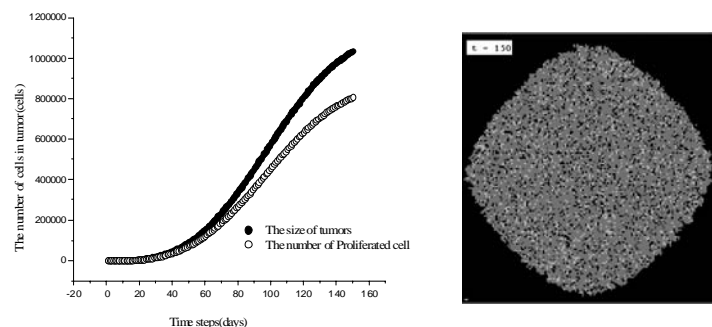 1200000
1000000
800000
600000
400000
200000
0
-20 0 20 40 60 80 100 120 140 160
The number of cells in tumor(cells)
Time steps(days)
The size of tumors
The number of Proliferated cell
t = 150